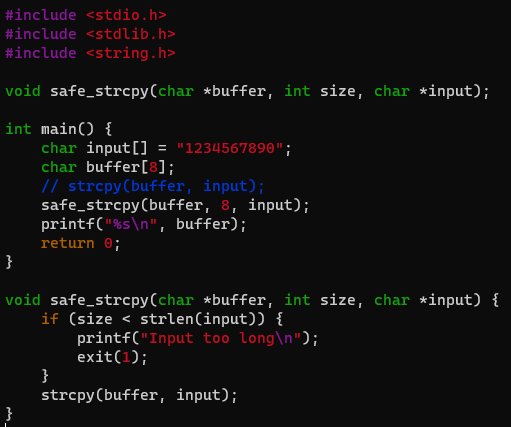 #include <stdio.h>
#include <stdlib.h>
#include <string.h>

void safe_strcpy(char *buffer, int size, char *input);

int main() {
    char input[] = "1234567890";
    char buffer[8];
    // strcpy(buffer, input);
    safe_strcpy(buffer, 8, input);
    printf("%s\n", buffer);
    return 0;
}

void safe_strcpy(char *buffer, int size, char *input) {
    if (size < strlen(input)) {
        printf("Input too long\n");
        exit(1);
    }
    strcpy(buffer, input);
}